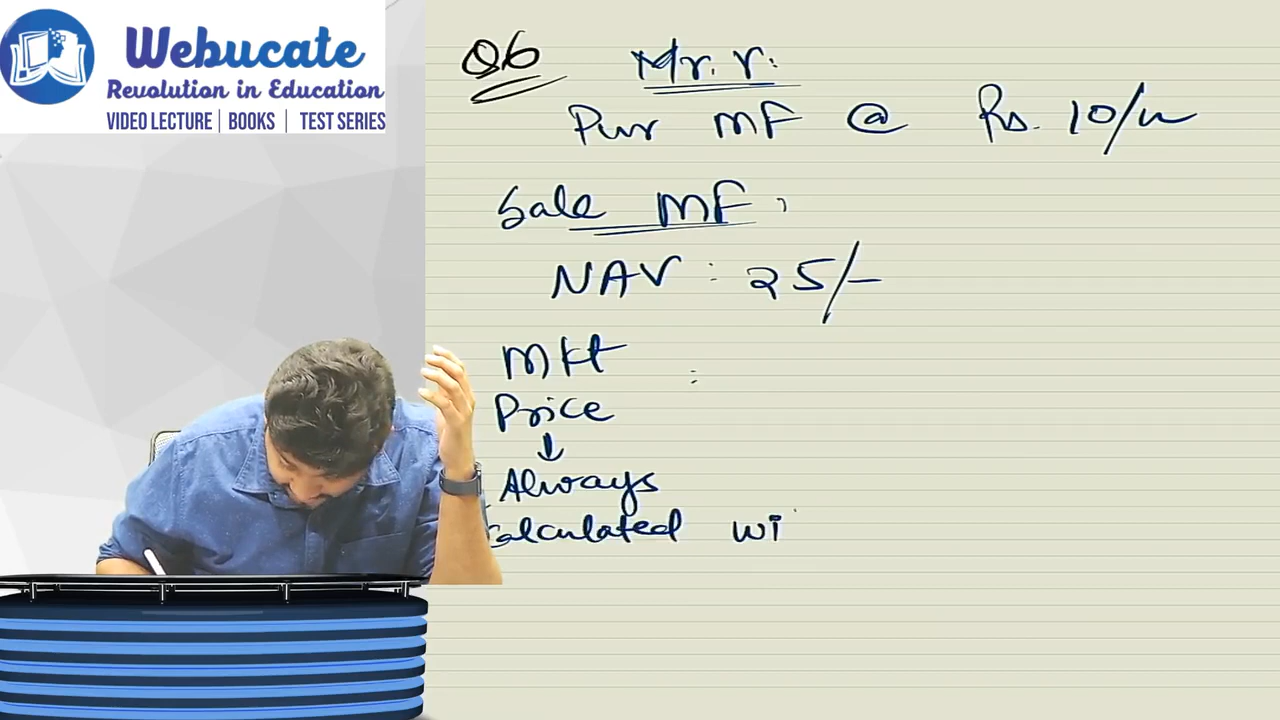 Webucate
Revolution in Education
VIDEO LECTURE | BOOKS | TEST SERIES
Q6 Mr. V:
Pur MF @ Rs. 10/u
Sale MF:
NAV : 25/-
Mkt :
Price
↓
Always
Calculated wi